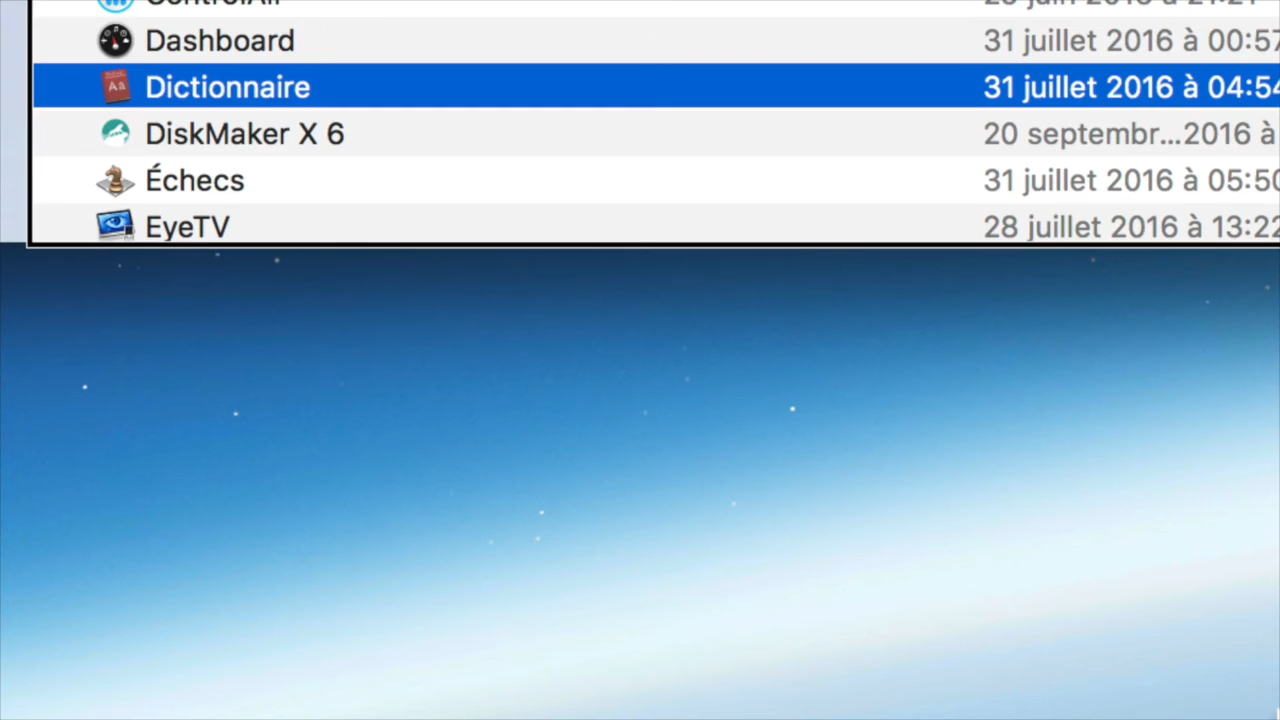 Dashboard 31 juillet 2016 à 00:57
Dictionnaire 31 juillet 2016 à 04:54
DiskMaker X 6 20 septembr...2016 à
Échecs 31 juillet 2016 à 05:50
EyeTV 28 juillet 2016 à 13:22